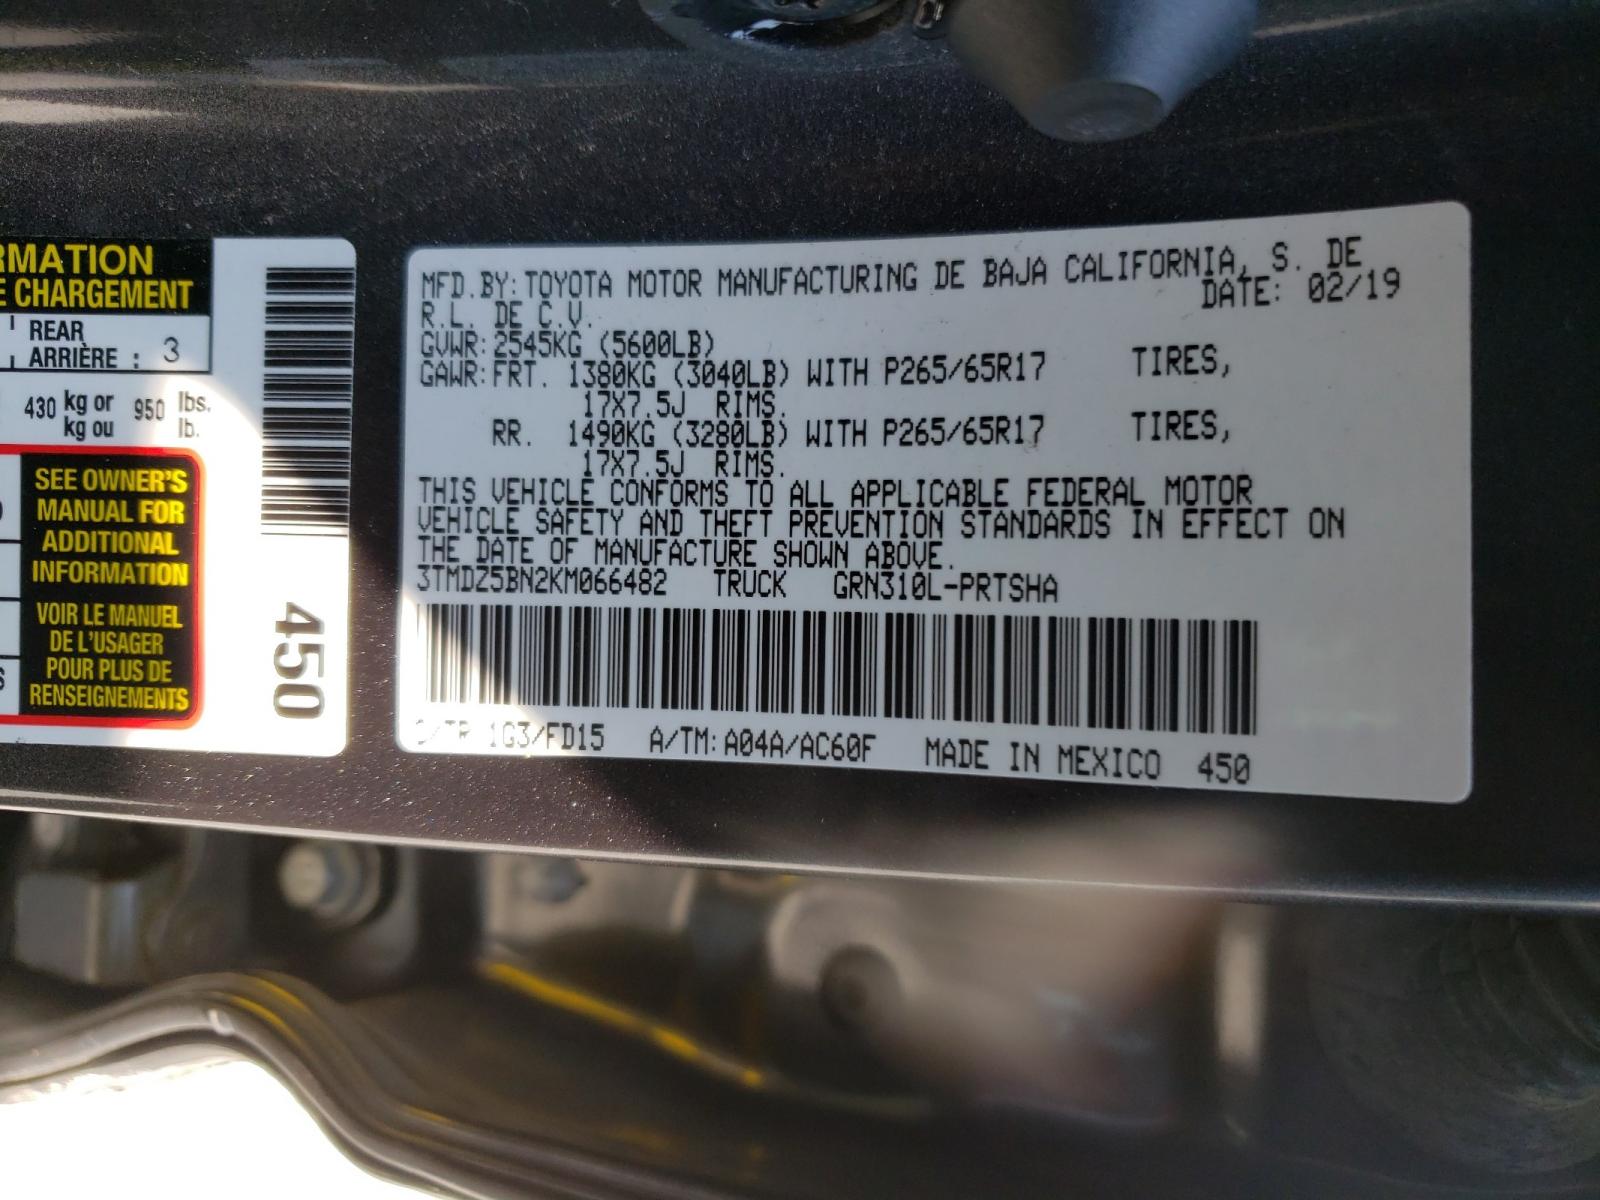 RMATION
E CHARGEMENT
REAR
ARRIÈRE : 3
430 kg or 950 lbs.
kg ou lb.
SEE OWNER'S
MANUAL FOR
ADDITIONAL
INFORMATION
VOIR LE MANUEL
DE L'USAGER
POUR PLUS DE
RENSEIGNEMENTS
450
MFD.BY:TOYOTA MOTOR MANUFACTURING DE BAJA CALIFORNIA, S. DE
R.L. DE C.V. DATE: 02/19
GVWR:2545KG (5600LB)
GAWR:FRT. 1380KG (3040LB) WITH P265/65R17 TIRES,
17X7.5J RIMS.
RR. 1490KG (3280LB) WITH P265/65R17 TIRES,
17X7.5J RIMS.
THIS VEHICLE CONFORMS TO ALL APPLICABLE FEDERAL MOTOR
VEHICLE SAFETY AND THEFT PREVENTION STANDARDS IN EFFECT ON
THE DATE OF MANUFACTURE SHOWN ABOVE.
3TMDZ5BN2KM066482 TRUCK GRN310L-PRTSHA
C/TR 1G3/FD15 A/TM:A04A/AC60F MADE IN MEXICO 450